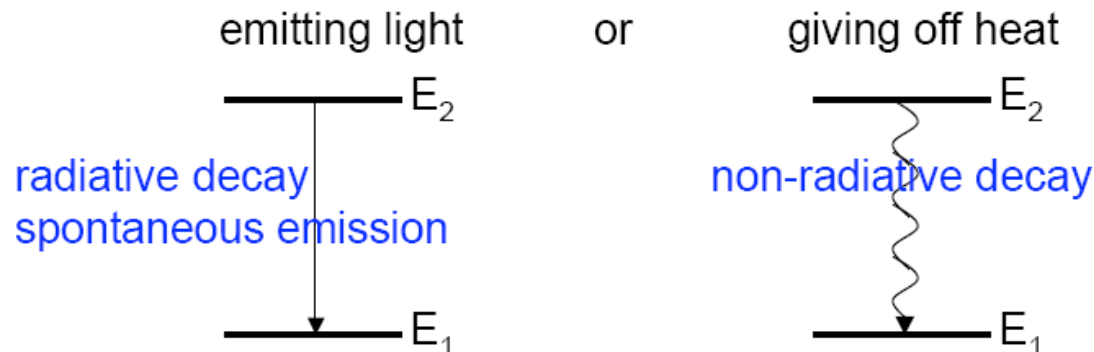 emitting light or giving off heat
E₂ E₂
radiative decay non-radiative decay
spontaneous emission
E₁ E₁